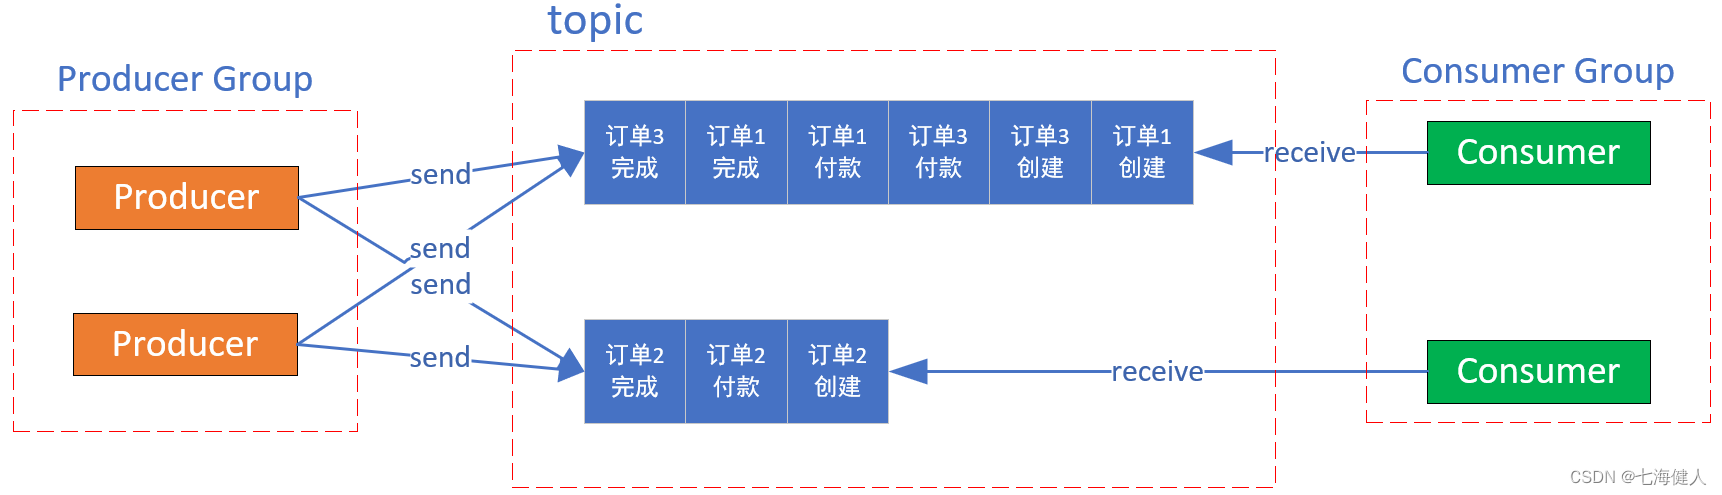 topic
Producer Group
Consumer Group
订单3 订单1 订单1 订单3 订单3 订单1
完成 完成 付款 付款 创建 创建
receive
Consumer
send
Producer
send
send
Producer
send
订单2 订单2 订单2
完成 付款 创建
receive
Consumer
CSDN @七海健人